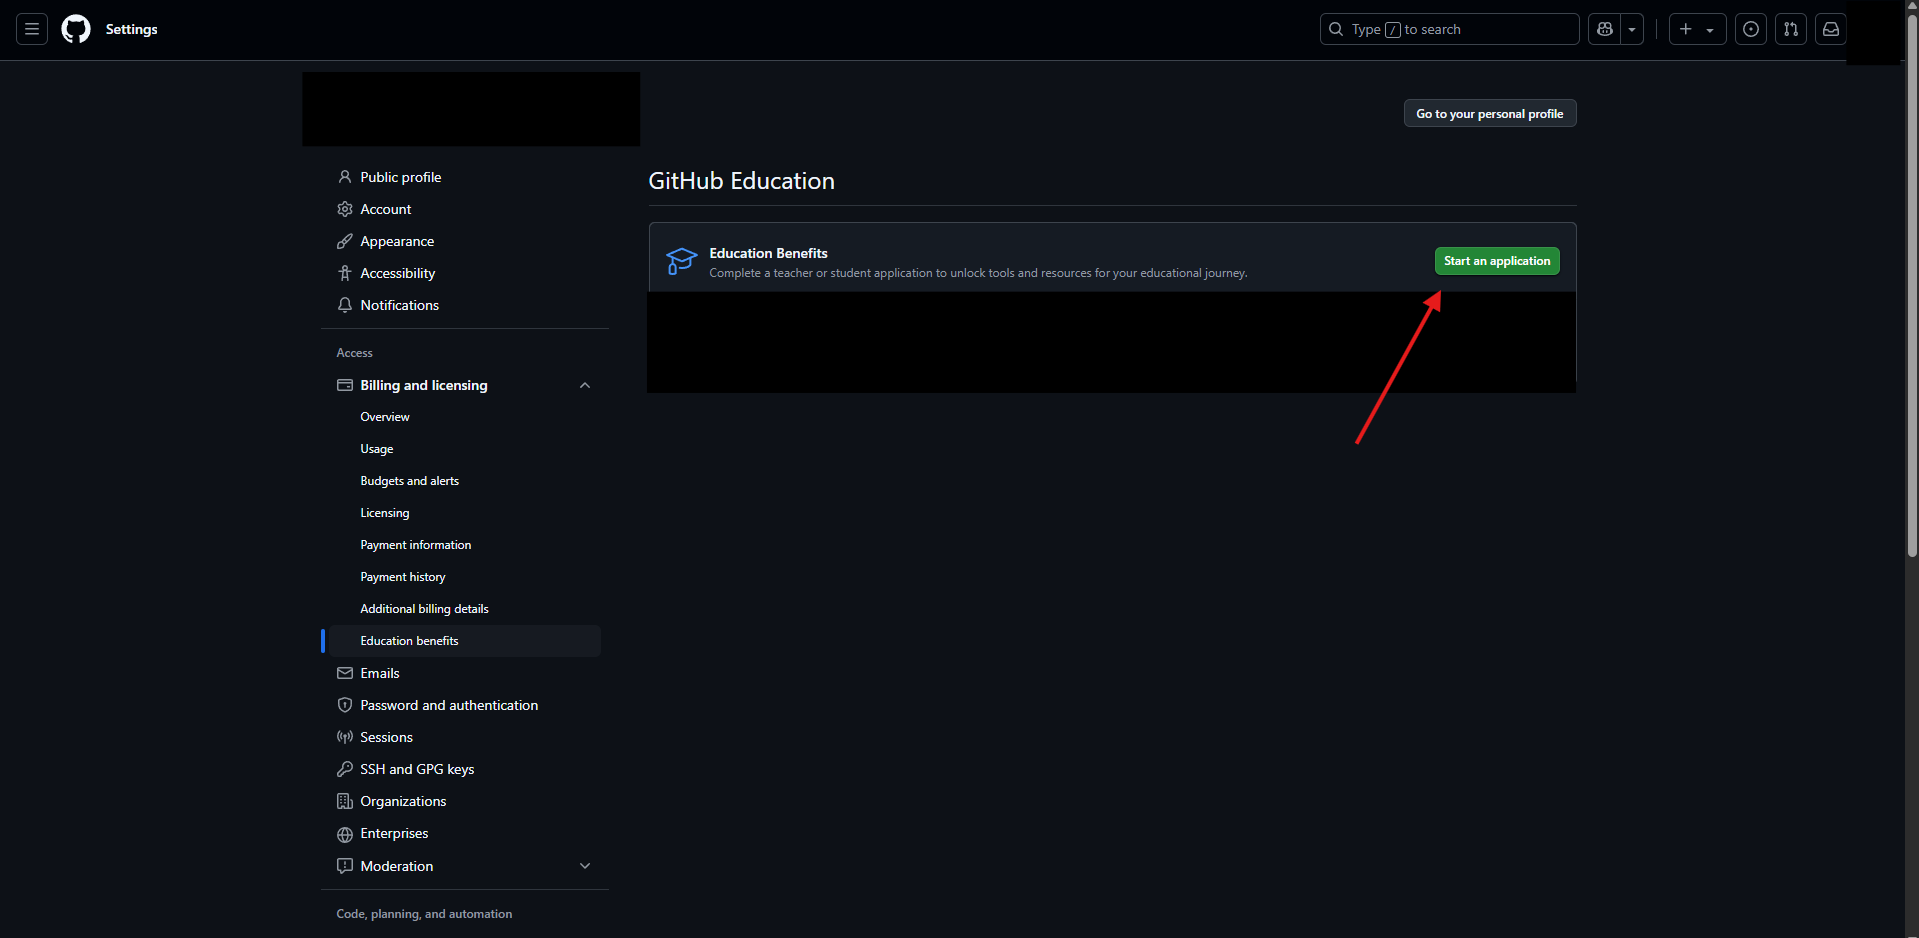 Settings
Type / to search
Go to your personal profile
Public profile
Account
Appearance
Accessibility
Notifications
Access
Billing and licensing
Overview
Usage
Budgets and alerts
Licensing
Payment information
Payment history
Additional billing details
Education benefits
Emails
Password and authentication
Sessions
SSH and GPG keys
Organizations
Enterprises
Moderation
Code, planning, and automation
GitHub Education
Education Benefits
Complete a teacher or student application to unlock tools and resources for your educational journey.
Start an application